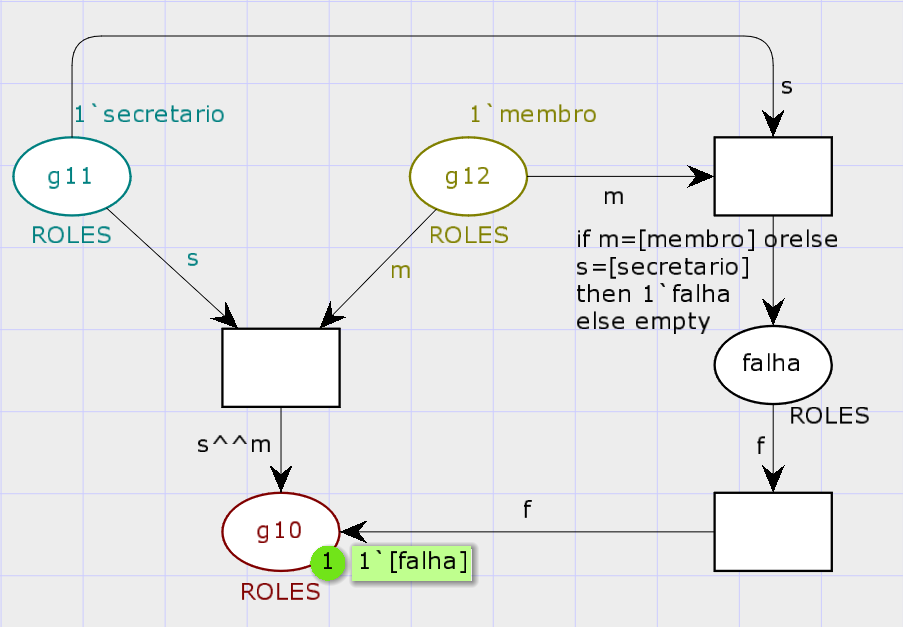 s
1`secretario
1`membro
g11
g12
m
ROLES
ROLES
if m=[membro] orelse
s=[secretario]
then 1`falha
else empty
s
m
falha
ROLES
s^^m
f
f
g10
1
1`[falha]
ROLES